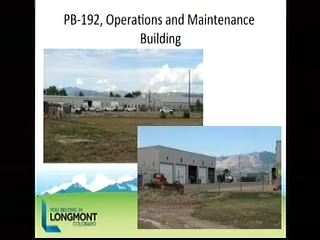 PB-192, Operations and Maintenance
Building
YOU BELONG IN
LONGMONT
COLORADO